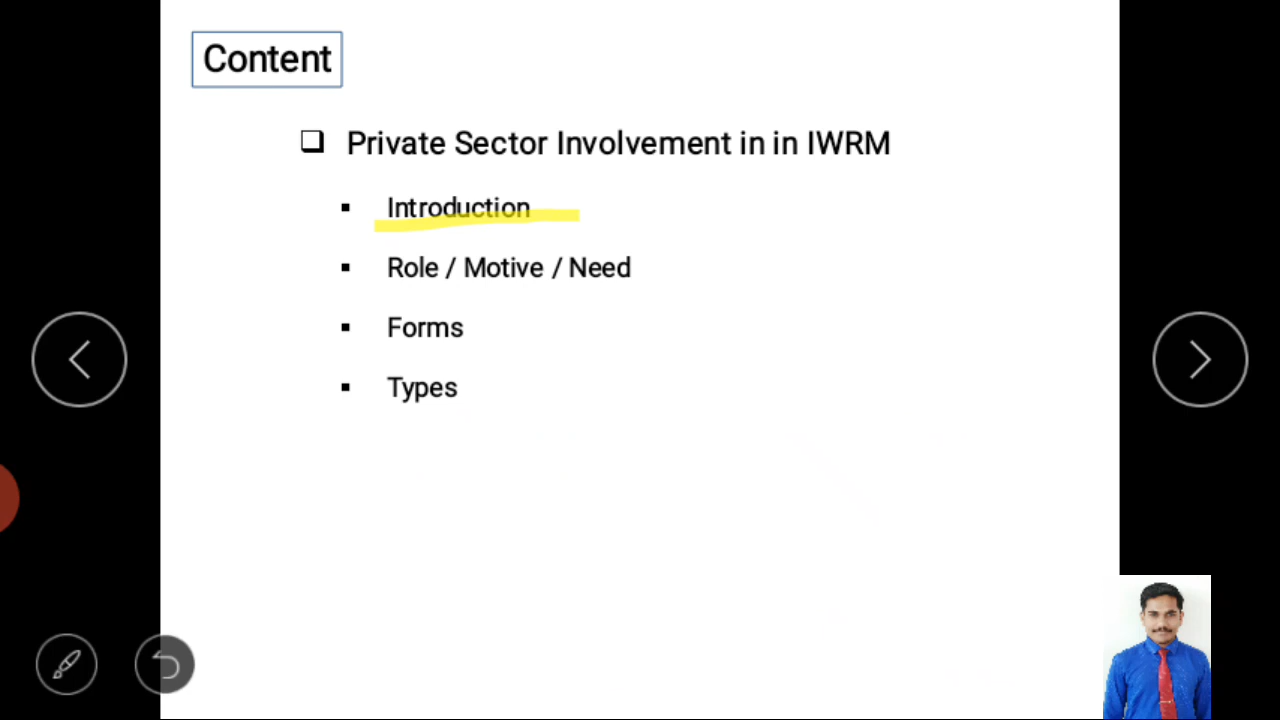 Content
Private Sector Involvement in in IWRM
Introduction
Role / Motive / Need
Forms
Types